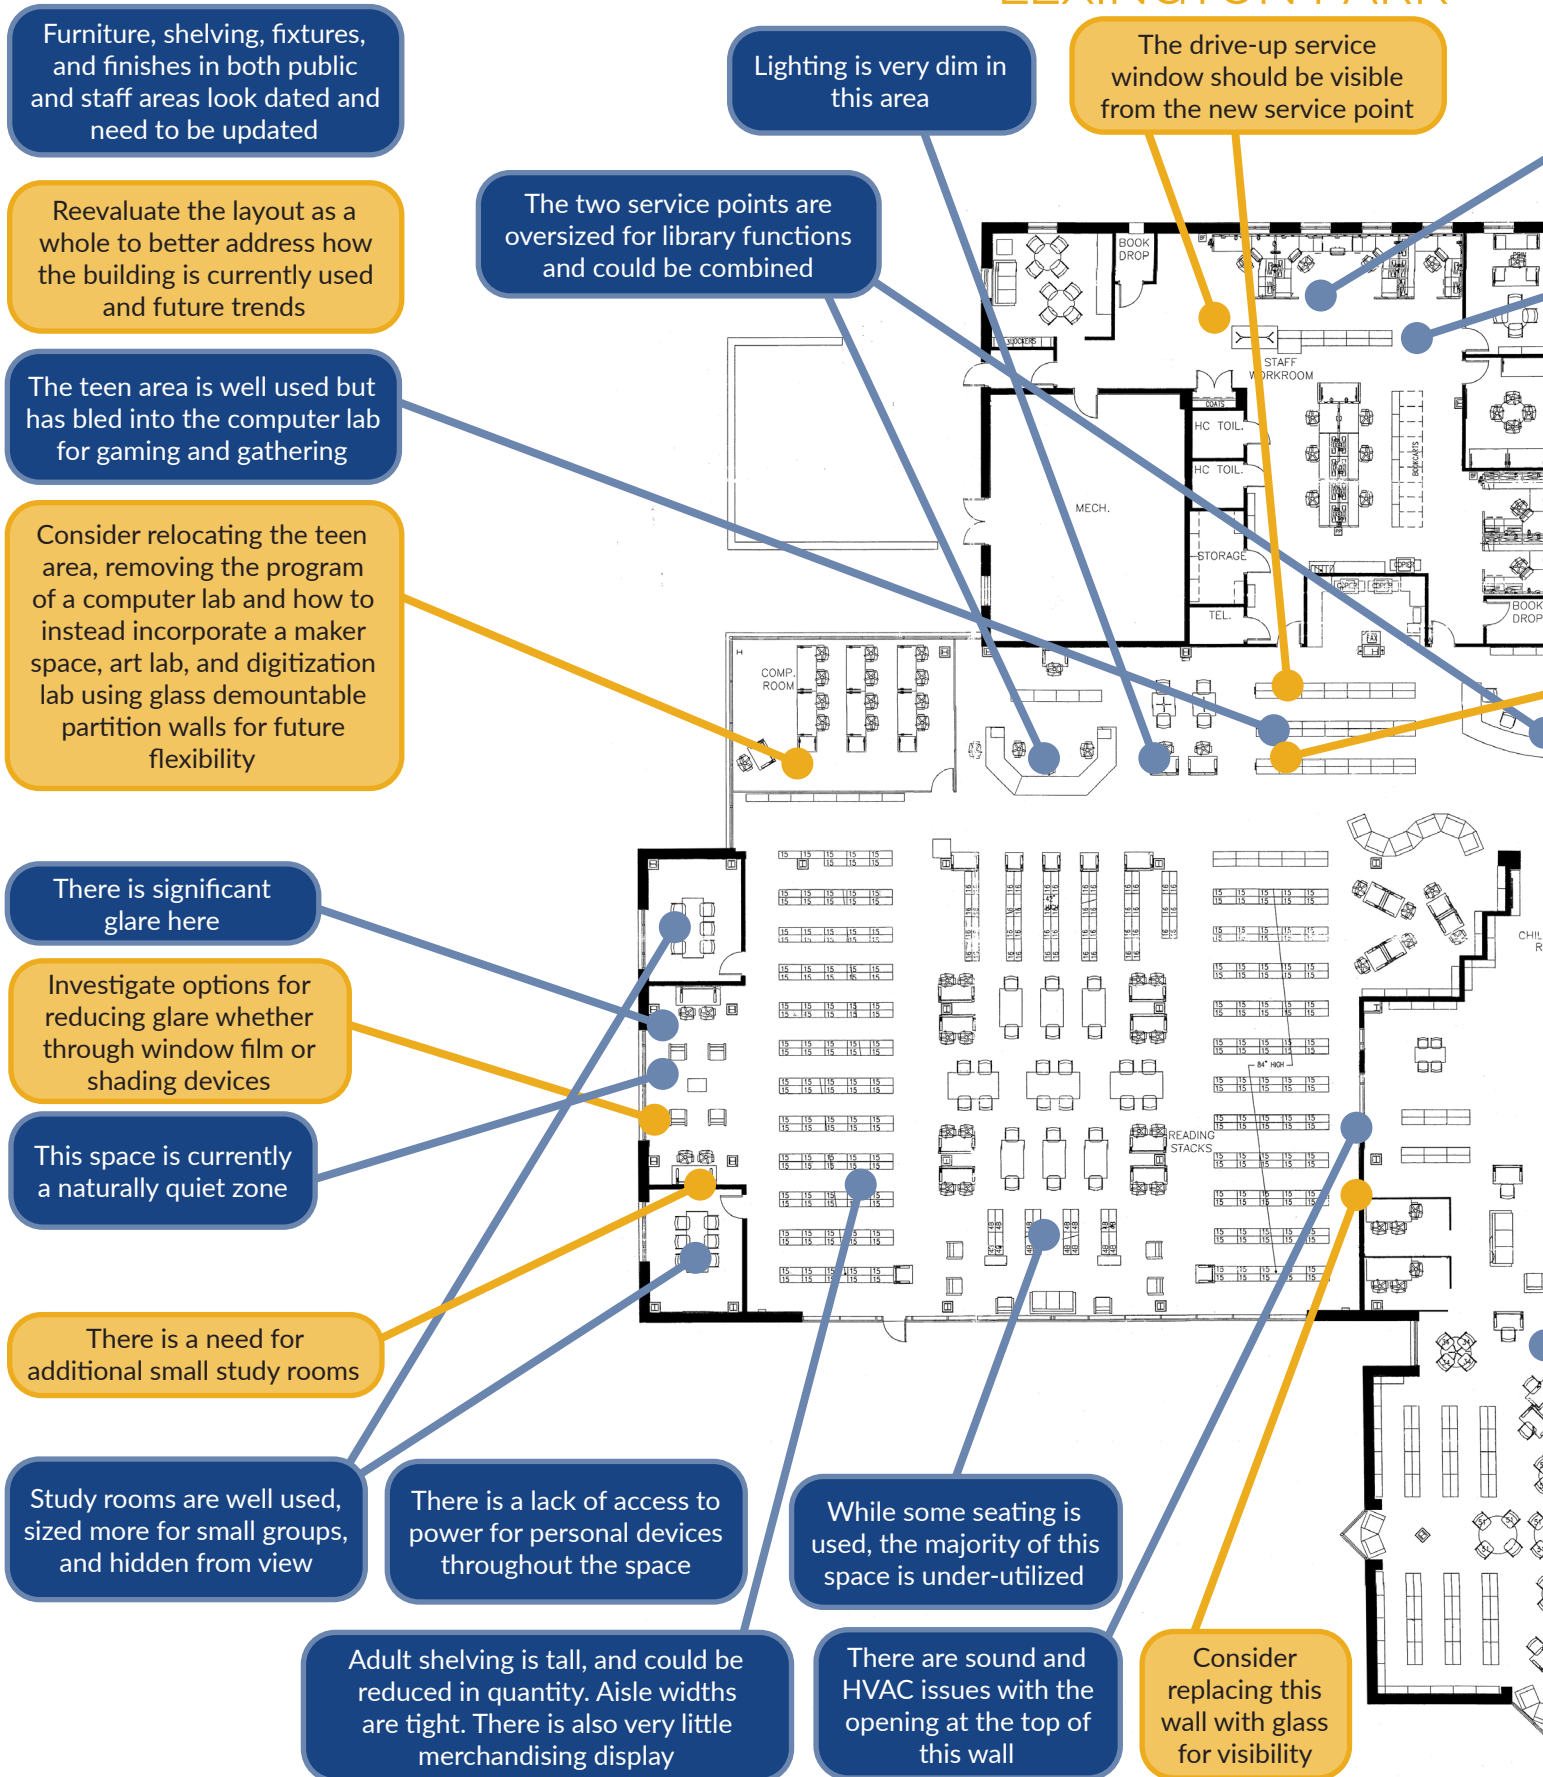 LEXINGTON PARK
Furniture, shelving, fixtures,
and finishes in both public
and staff areas look dated and
need to be updated
Lighting is very dim in
this area
The drive-up service
window should be visible
from the new service point
Reevaluate the layout as a
whole to better address how
the building is currently used
and future trends
The two service points are
oversized for library functions
and could be combined
The teen area is well used but
has bled into the computer lab
for gaming and gathering
Consider relocating the teen
area, removing the program
of a computer lab and how to
instead incorporate a maker
space, art lab, and digitization
lab using glass demountable
partition walls for future
flexibility
BOOK
DROP
LOCKERS
STAFF
WORKROOM
COATS
HC TOIL.
HC TOIL.
BOOKCARTS
MECH.
STORAGE
TEL.
COPIER
FAX
BOOK
DROP
COMP.
ROOM
There is significant
glare here
Investigate options for
reducing glare whether
through window film or
shading devices
This space is currently
a naturally quiet zone
84" HIGH
READING
STACKS
There is a need for
additional small study rooms
Study rooms are well used,
sized more for small groups,
and hidden from view
There is a lack of access to
power for personal devices
throughout the space
While some seating is
used, the majority of this
space is under-utilized
Adult shelving is tall, and could be
reduced in quantity. Aisle widths
are tight. There is also very little
merchandising display
There are sound and
HVAC issues with the
opening at the top of
this wall
Consider
replacing this
wall with glass
for visibility